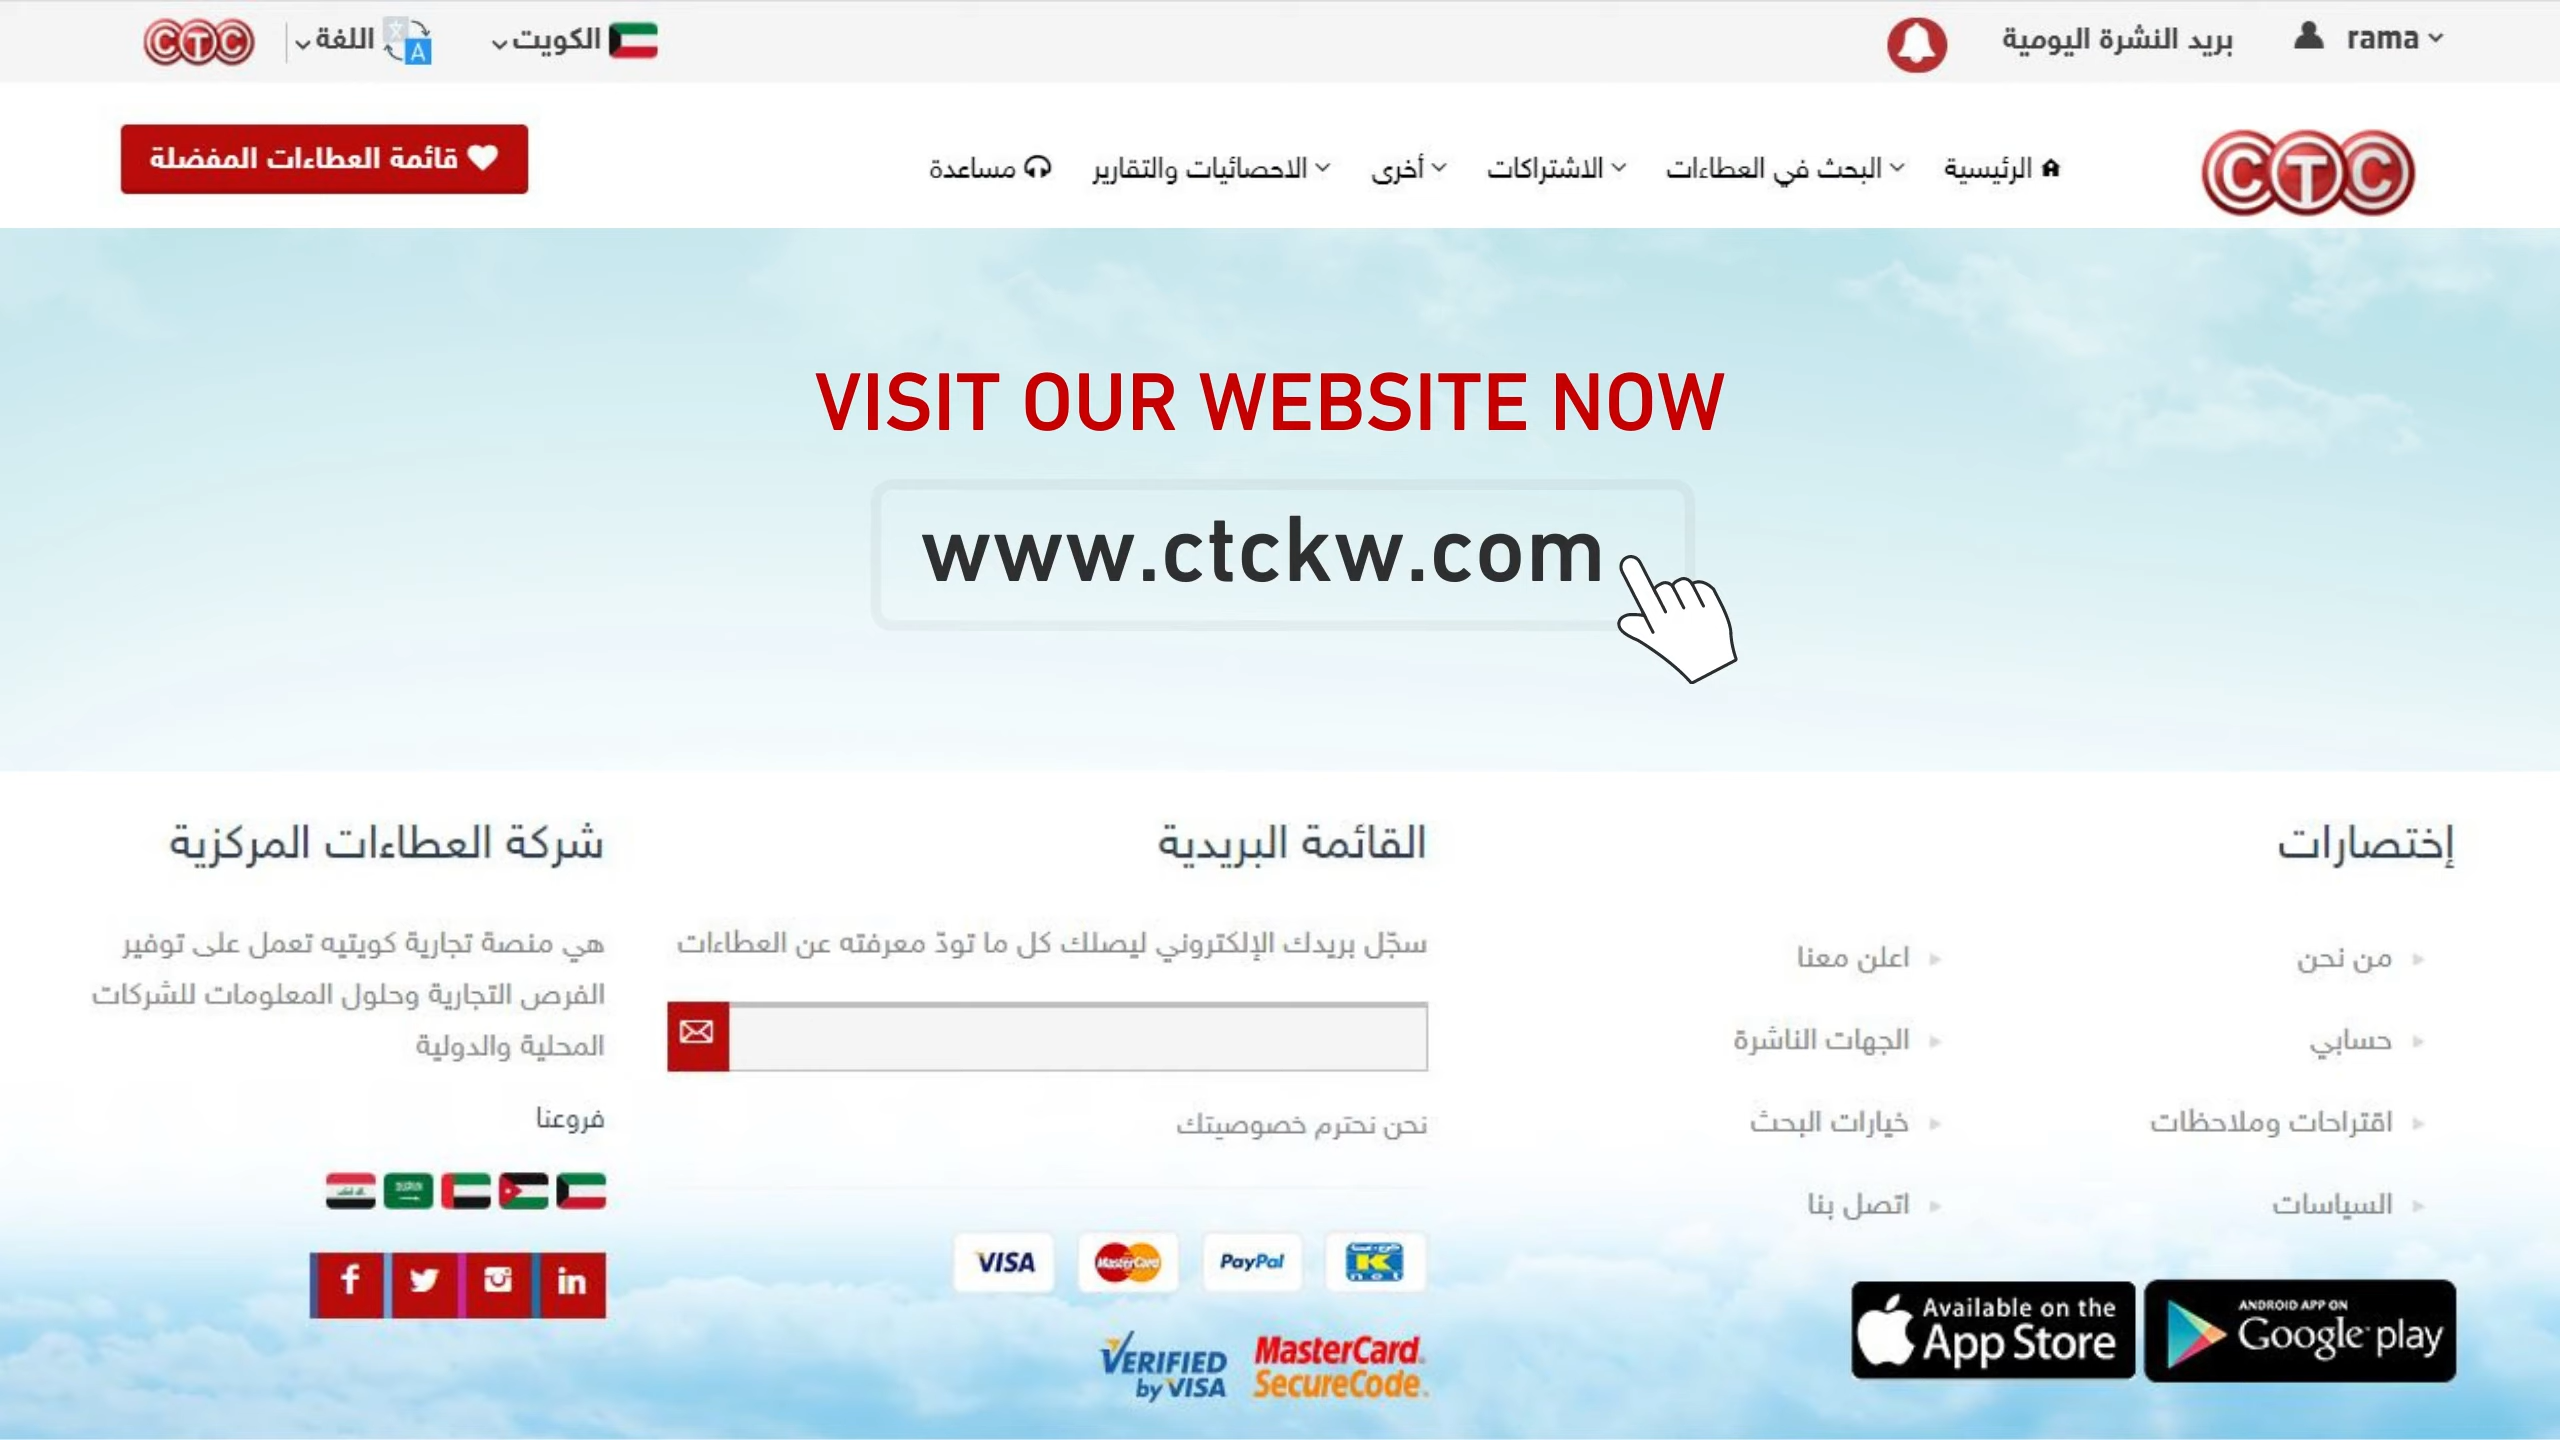 rama
بريد النشرة اليومية
الكويت
اللغة
A
CTC
CTC
الرئيسية
البحث في العطاءات
الاشتراكات
أخرى
الاحصائيات والتقارير
مساعدة
قائمة العطاءات المفضلة
VISIT OUR WEBSITE NOW
www.ctckw.com
إختصارات
من نحن
حسابي
اقتراحات وملاحظات
السياسات
اعلن معنا
الجهات الناشرة
خيارات البحث
اتصل بنا
ANDROID APP ON
Google play
Available on the
App Store
القائمة البريدية
سجّل بريدك الإلكتروني ليصلك كل ما تودّ معرفته عن العطاءات
نحن نحترم خصوصيتك
K
net
PayPal
MasterCard
VISA
MasterCard.
SecureCode.
VERIFIED
by VISA
شركة العطاءات المركزية
هي منصة تجارية كويتيه تعمل على توفير
الفرص التجارية وحلول المعلومات للشركات
المحلية والدولية
فروعنا
f
in